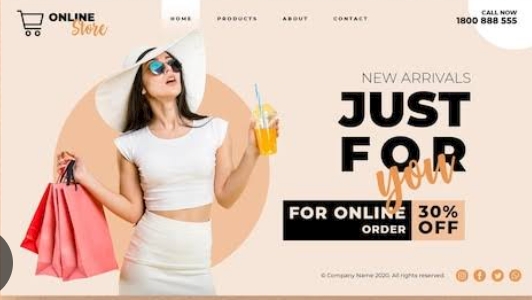 ONLINE
Store
HOME PRODUCTS ABOUT CONTACT
CALL NOW
1800 888 555
NEW ARRIVALS
JUST
FOR
you
FOR ONLINE
ORDER
30%
OFF
© Company Name 2020. All rights reserved.